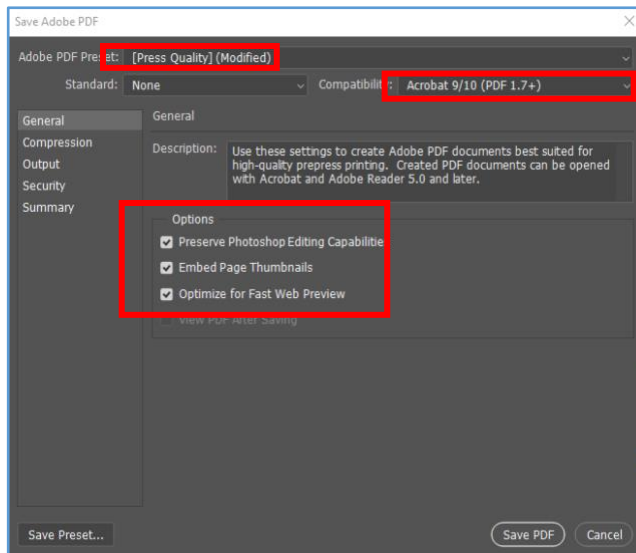 Save Adobe PDF
Adobe PDF Preset: [Press Quality] (Modified)
Standard: None Compatibility: Acrobat 9/10 (PDF 1.7+)
General
Compression
Output
Security
Summary
General
Description: Use these settings to create Adobe PDF documents best suited for
high-quality prepress printing. Created PDF documents can be opened
with Acrobat and Adobe Reader 5.0 and later.
Options
Preserve Photoshop Editing Capabilitie
Embed Page Thumbnails
Optimize for Fast Web Preview
View PDF After Saving
Save Preset... Save PDF Cancel